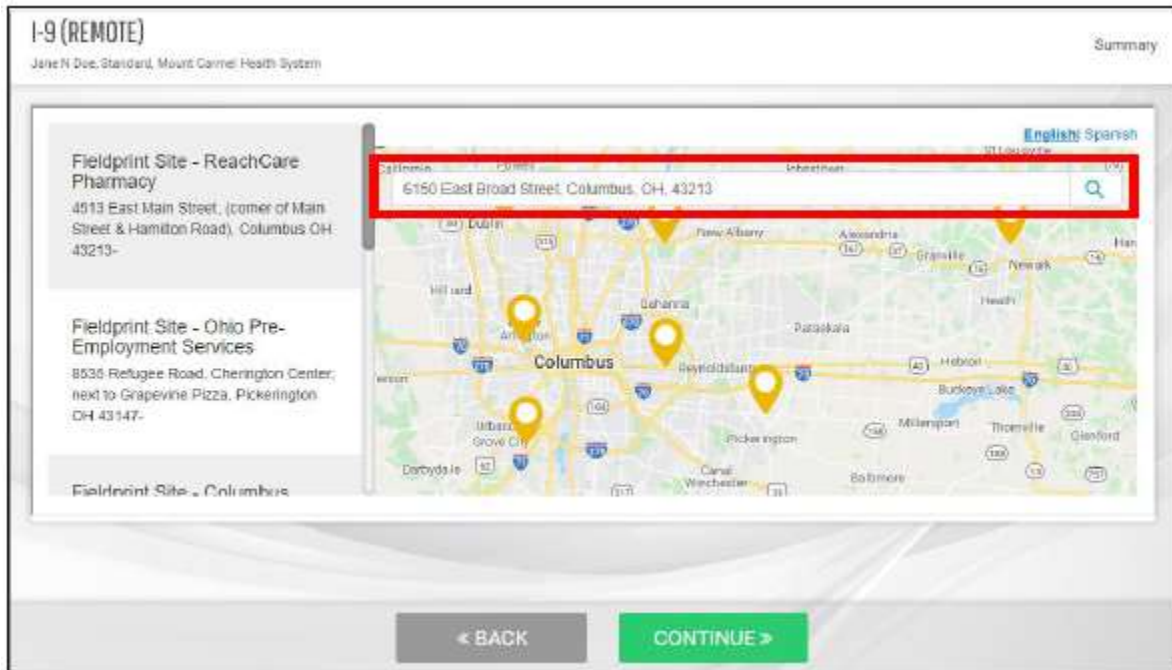 I-9 (REMOTE)
Jane N Doe, Standard, Mount Carmel Health System
Summary
English| Spanish
Fieldprint Site - ReachCare
Pharmacy
4513 East Main Street, (corner of Main
Street & Hamilton Road), Columbus OH
43213-
Fieldprint Site - Ohio Pre-
Employment Services
8535 Refugee Road, Cherington Center,
next to Grapevine Pizza, Pickerington
OH 43147-
Fieldprint Site - Columbus
6150 East Broad Street, Columbus, OH, 43213
Johnstown
Dublin
New Albany
Alexandria
Granville
Newark
Hilliard
Gahanna
Heath
Pataskala
Columbus
Reynoldsburg
Hebron
Buckeye Lake
Millersport
Thornville
Glenford
Grove City
Pickerington
Darbydale
Canal
Winchester
Baltimore
« BACK
CONTINUE »